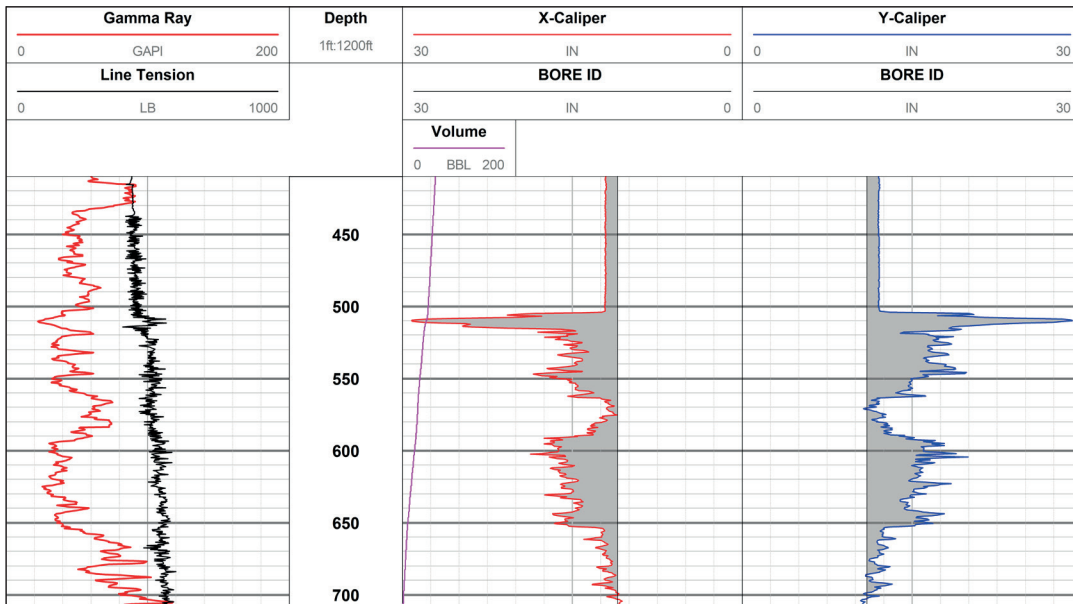 Gamma Ray Depth X-Caliper Y-Caliper
0 GAPI 200 1ft:1200ft 30 IN 0 0 IN 30
Line Tension BORE ID BORE ID
0 LB 1000 30 IN 0 0 IN 30
Volume
0 BBL 200
450
500
550
600
650
700